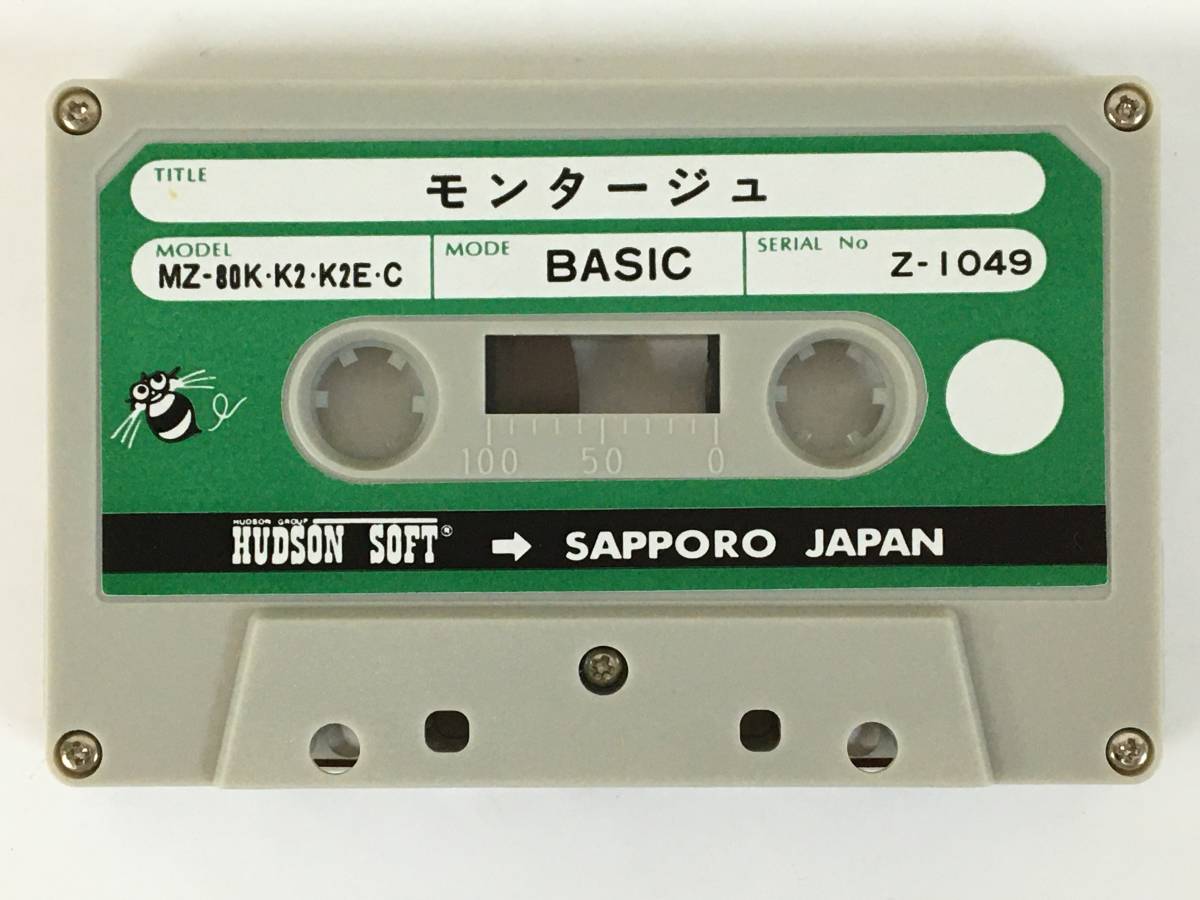 TITLE
モンタージュ
MODEL
MZ-80K·K2·K2E·C
MODE
BASIC
SERIAL No
Z-1049
100 50 0
HUDSON GROUP
HUDSON SOFT® ➡ SAPPORO JAPAN